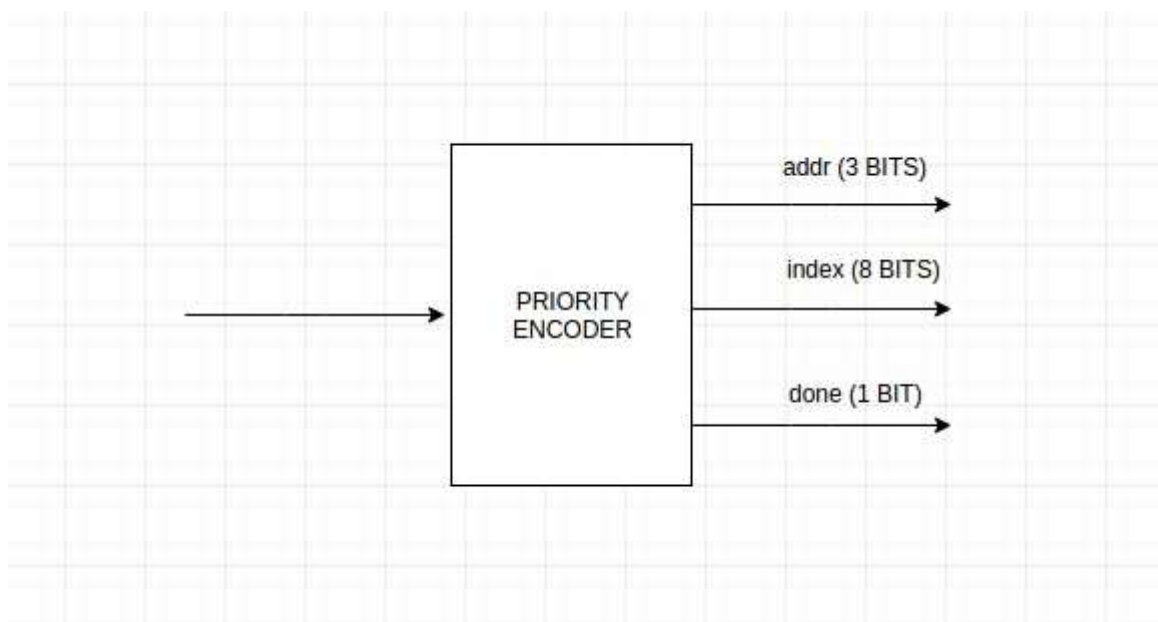 addr (3 BITS)
index (8 BITS)
PRIORITY
ENCODER
done (1 BIT)